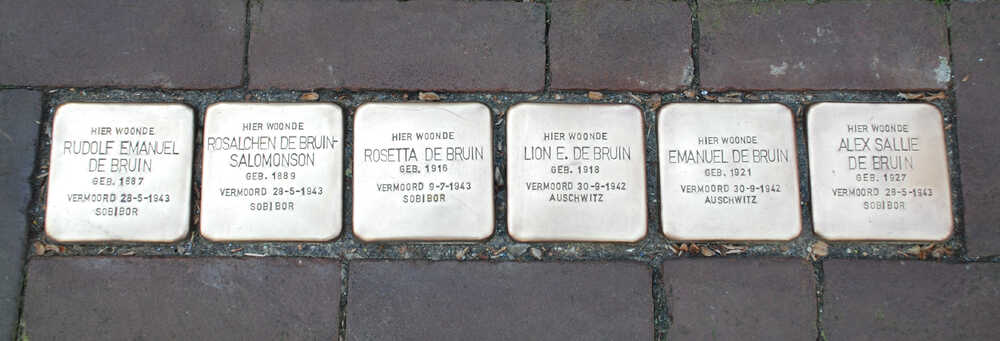 HIER WOONDE
RUDOLF EMANUEL
DE BRUIN
GEB. 1887
VERMOORD 28-5-1943
SOBIBOR
HIER WOONDE
ROSALCHEN DE BRUIN-
SALOMONSON
GEB. 1889
VERMOORD 28-5-1943
SOBIBOR
HIER WOONDE
ROSETTA DE BRUIN
GEB. 1916
VERMOORD 9-7-1943
SOBIBOR
HIER WOONDE
LION E. DE BRUIN
GEB. 1918
VERMOORD 30-9-1942
AUSCHWITZ
HIER WOONDE
EMANUEL DE BRUIN
GEB. 1921
VERMOORD 30-9-1942
AUSCHWITZ
HIER WOONDE
ALEX SALLIE
DE BRUIN
GEB. 1927
VERMOORD 28-5-1943
SOBIBOR